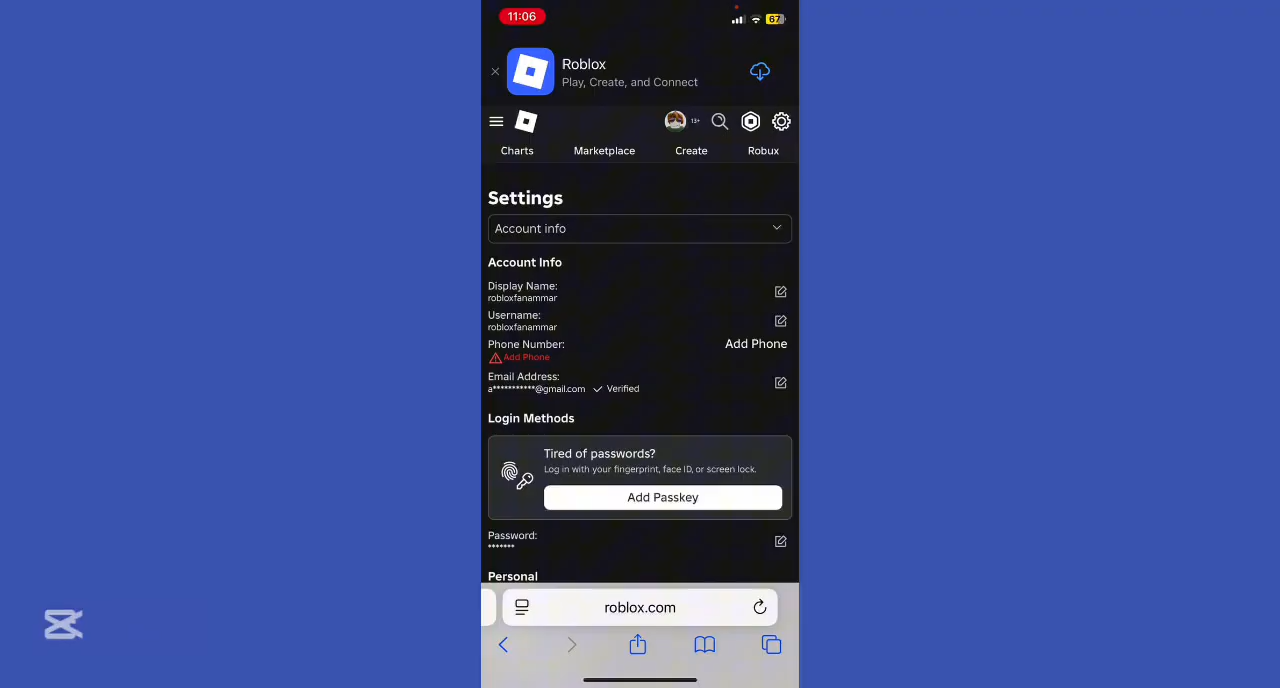 11:06
67
Roblox
Play, Create, and Connect
13+
Charts Marketplace Create Robux
Settings
Account info
Account Info
Display Name:
robloxfanammar
Username:
robloxfanammar
Phone Number:
Add Phone
Add Phone
Email Address:
a***********@gmail.com Verified
Login Methods
Tired of passwords?
Log in with your fingerprint, face ID, or screen lock.
Add Passkey
Password:
*******
Personal
roblox.com